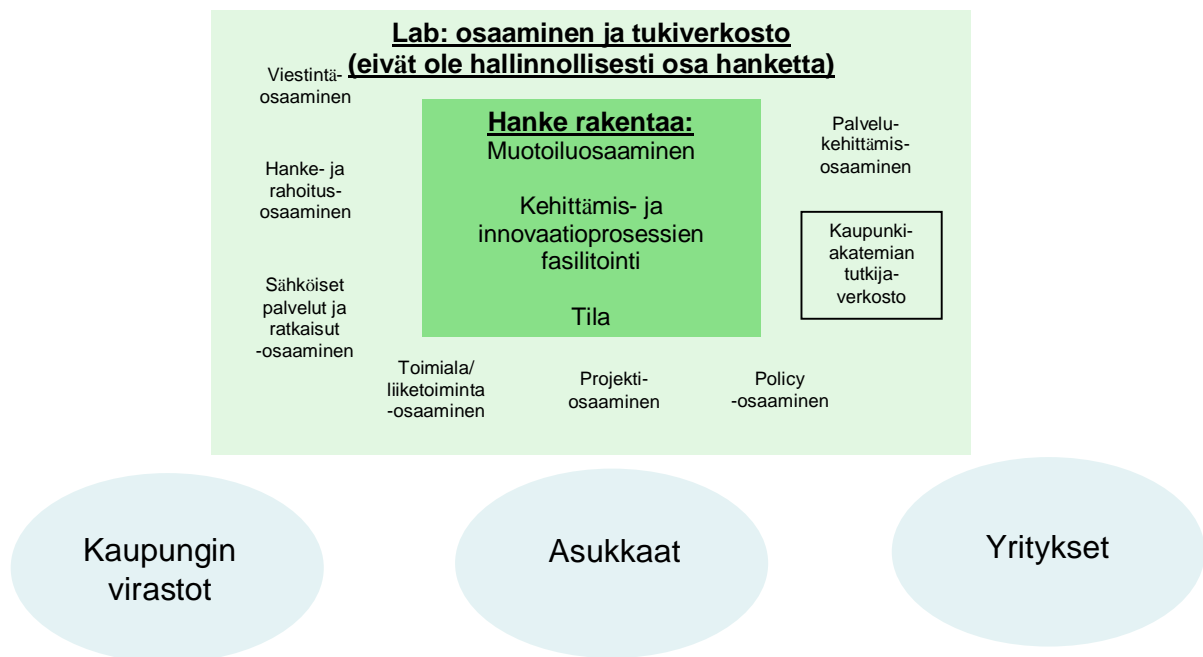 Lab: osaaminen ja tukiverkosto
(eivät ole hallinnollisesti osa hanketta)
Viestintä-
osaaminen
Hanke- ja
rahoitus-
osaaminen
Sähköiset
palvelut ja
ratkaisut
-osaaminen
Hanke rakentaa:
Muotoiluosaaminen
Kehittämis- ja
innovaatioprosessien
fasilitointi
Tila
Palvelu-
kehittämis-
osaaminen
Kaupunki-
akatemian
tutkija-
verkosto
Toimiala/
liiketoiminta
-osaaminen
Projekti-
osaaminen
Policy
-osaaminen
Kaupungin
virastot
Asukkaat
Yritykset